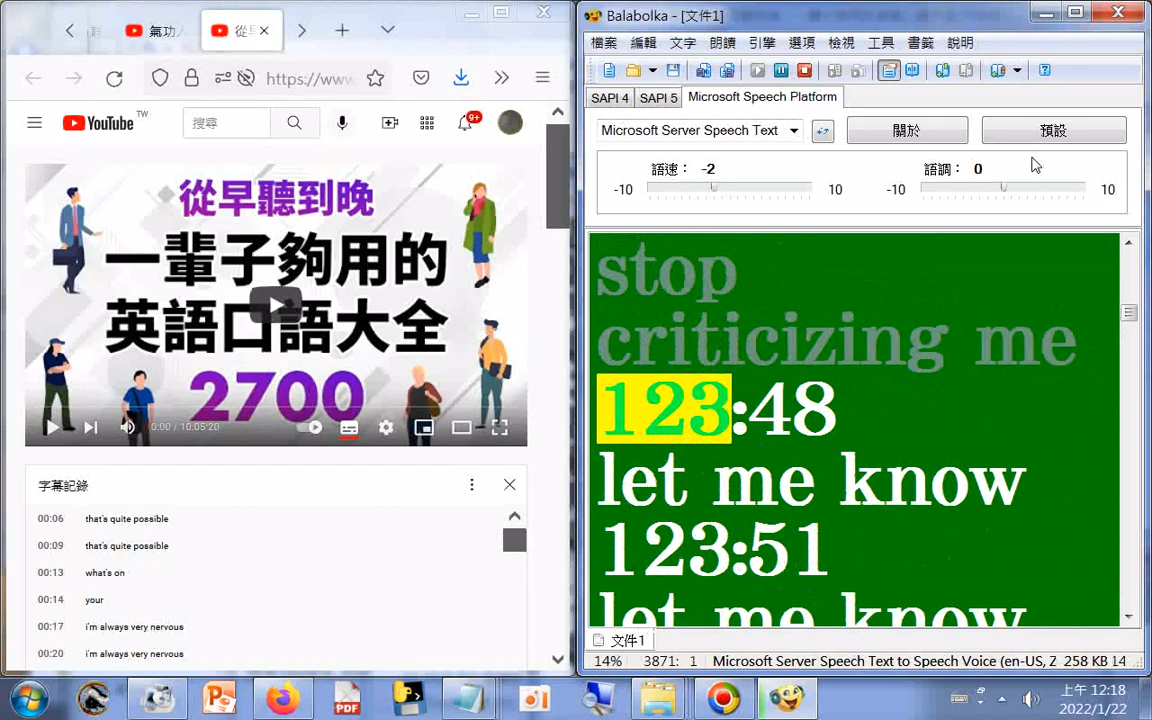 氣功
從
https://www
YouTube TW
搜尋
9+
從早聽到晚
一輩子夠用的
英語口語大全
2700
0:00 / 10:05:20
字幕記錄
00:06 that's quite possible
00:09 that's quite possible
00:13 what's on
00:14 your
00:17 i'm always very nervous
00:20 i'm always very nervous
Balabolka - [文件1]
檔案 編輯 文字 朗讀 引擎 選項 檢視 工具 書籤 說明
SAPI 4 SAPI 5 Microsoft Speech Platform
Microsoft Server Speech Text
關於
預設
語速： -2
-10 10
語調： 0
-10 10
stop
criticizing me
123:48
let me know
123:51
let me know
文件1
14% 3871: 1 Microsoft Server Speech Text to Speech Voice (en-US, Z 258 KB 14
PDF
上午 12:18
2022/1/22